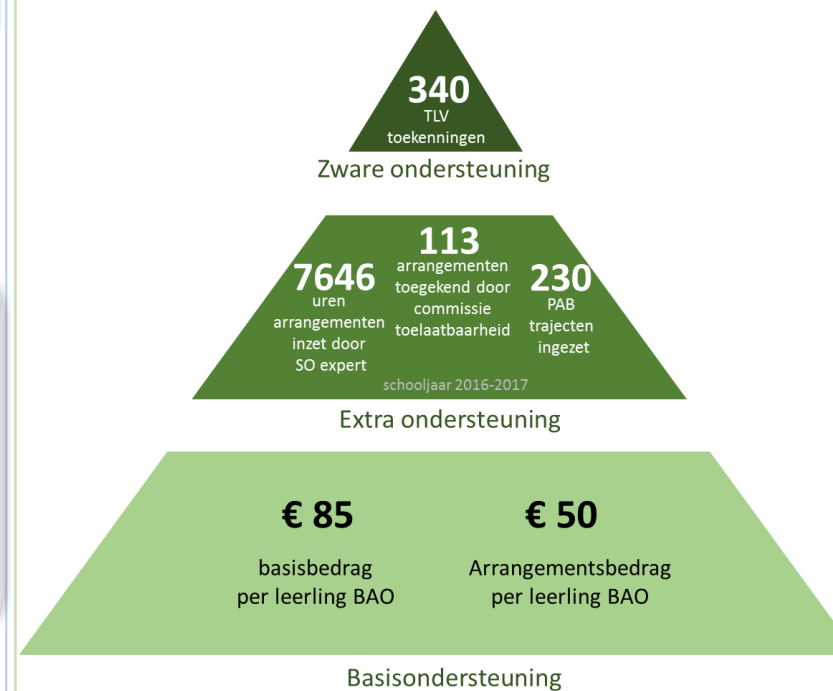 340
TLV
toekenningen
Zware ondersteuning
7646
uren
arrangementen
inzet door
SO expert
113
arrangementen
toegekend door
commissie
toelaatbaarheid
230
PAB
trajecten
ingezet
schooljaar 2016-2017
Extra ondersteuning
€ 85
basisbedrag
per leerling BAO
€ 50
Arrangementsbedrag
per leerling BAO
Basisondersteuning